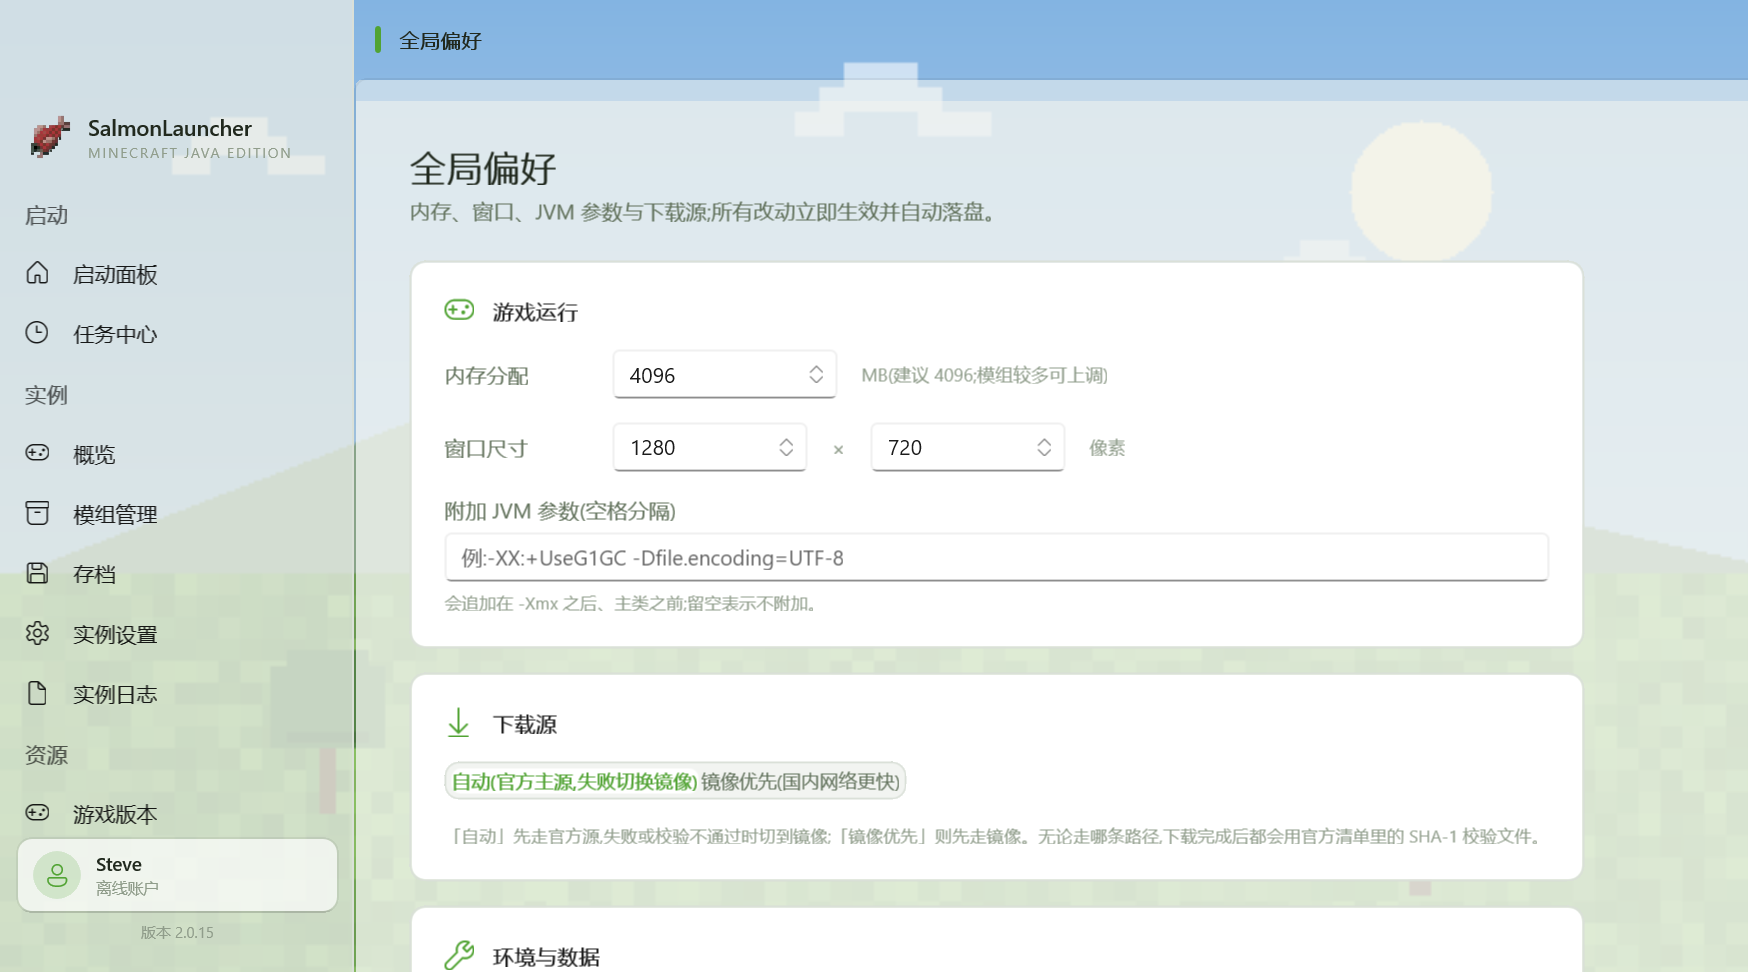 全局偏好
SalmonLauncher
MINECRAFT JAVA EDITION
启动
启动面板
任务中心
实例
概览
模组管理
存档
实例设置
实例日志
资源
游戏版本
Steve
离线账户
版本 2.0.15
全局偏好
内存、窗口、JVM 参数与下载源;所有改动立即生效并自动落盘。
游戏运行
内存分配 4096 MB(建议 4096;模组较多可上调)
窗口尺寸 1280 × 720 像素
附加 JVM 参数(空格分隔)
例:-XX:+UseG1GC -Dfile.encoding=UTF-8
会追加在 -Xmx 之后、主类之前;留空表示不附加。
下载源
自动(官方主源,失败切换镜像) 镜像优先(国内网络更快)
「自动」先走官方源,失败或校验不通过时切到镜像;「镜像优先」则先走镜像。无论走哪条路径,下载完成后都会用官方清单里的 SHA-1 校验文件。
环境与数据